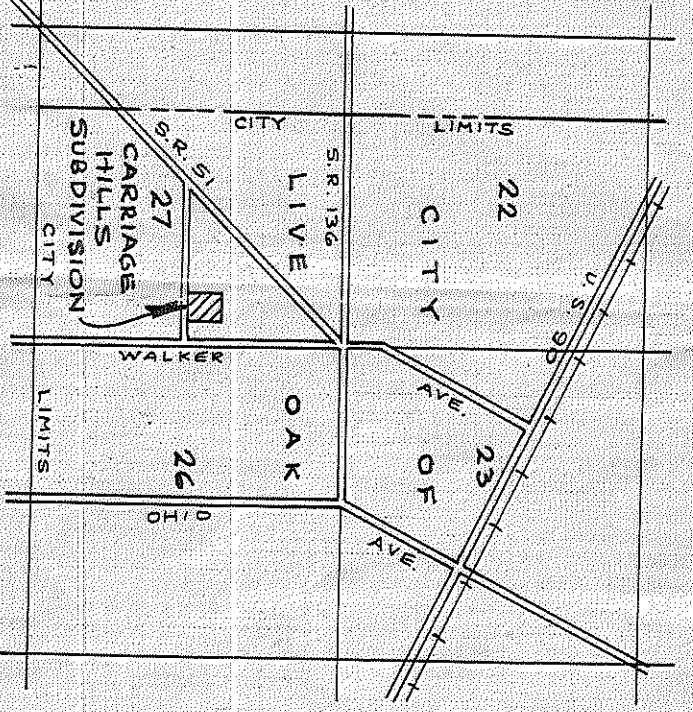 22
U.S. 90
CITY LIMITS
CITY OF
LIVE OAK
S.R. 136
S.R. 51
23
27
CARRIAGE
HILLS
SUBDIVISION
WALKER AVE.
26
OHIO AVE.
CITY LIMITS